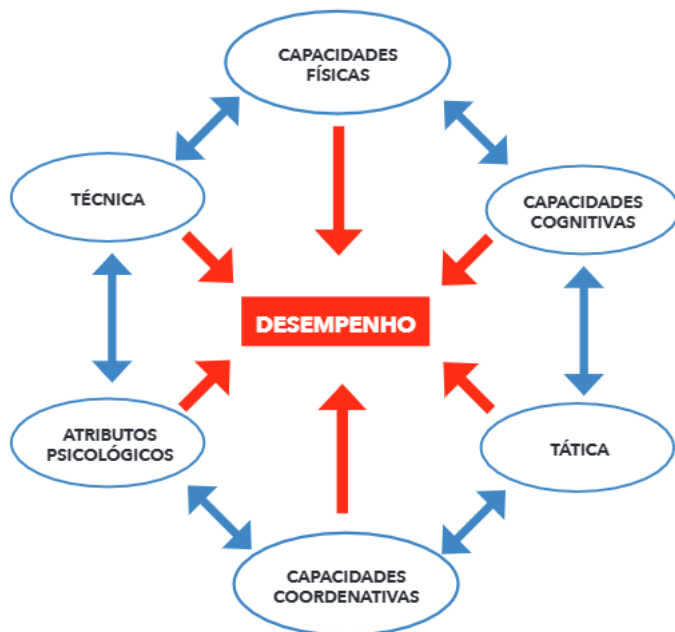 CAPACIDADES
FÍSICAS
TÉCNICA
CAPACIDADES
COGNITIVAS
DESEMPENHO
ATRIBUTOS
PSICOLÓGICOS
TÁTICA
CAPACIDADES
COORDENATIVAS